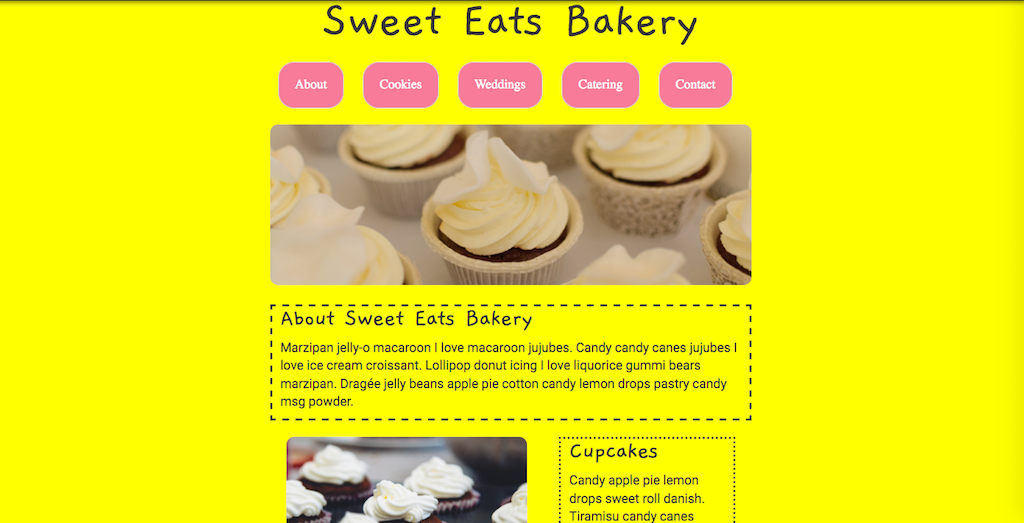 Sweet Eats Bakery
About
Cookies
Weddings
Catering
Contact
About Sweet Eats Bakery
Marzipan jelly-o macaroon I love macaroon jujubes. Candy candy canes jujubes I
love ice cream croissant. Lollipop donut icing I love liquorice gummi bears
marzipan. Dragée jelly beans apple pie cotton candy lemon drops pastry candy
msg powder.
Cupcakes
Candy apple pie lemon
drops sweet roll danish.
Tiramisu candy canes